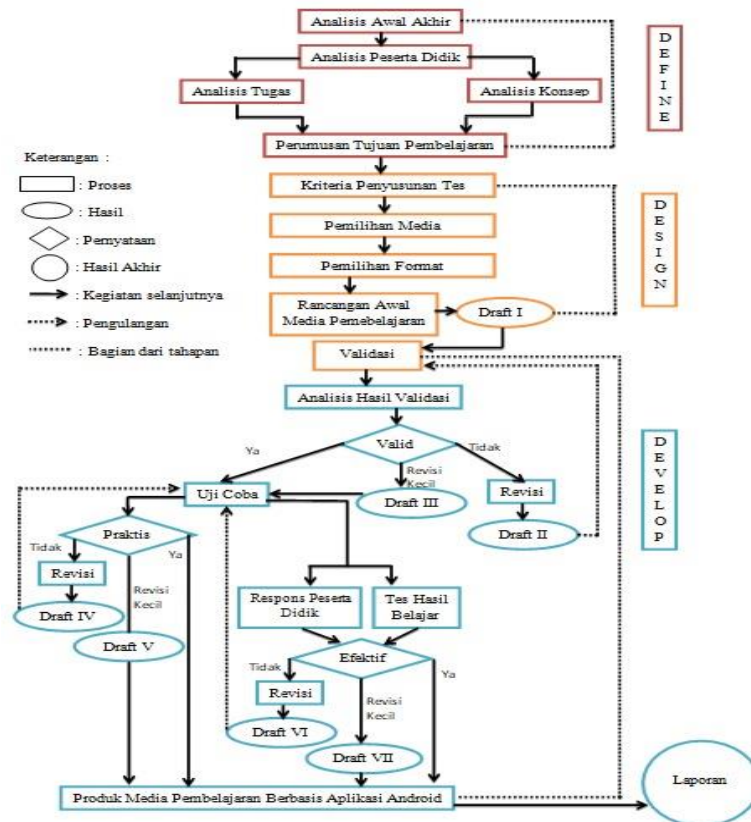 Analisis Awal Akhir
Analisis Peserta Didik
Analisis Tugas
Analisis Konsep
Perumusan Tujuan Pembelajaran
DEFINE
Keterangan :
: Proses
: Hasil
: Pernyataan
: Hasil Akhir
: Kegiatan selanjutnya
: Pengulangan
: Bagian dari tahapan
Kriteria Penyusunan Tes
Pemilihan Media
Pemilihan Format
Rancangan Awal
Media Pemebelajaran
Draft I
DESIGN
Validasi
Analisis Hasil Validasi
Valid
Ya
Revisi
Kecil
Tidak
Uji Coba
Draft III
Revisi
Draft II
DEVELOP
Praktis
Tidak
Ya
Revisi
Revisi
Kecil
Draft IV
Draft V
Respons Peserta
Didik
Tes Hasil
Belajar
Efektif
Tidak
Ya
Revisi
Revisi
Kecil
Draft VI
Draft VII
Produk Media Pembelajaran Berbasis Aplikasi Android
Laporan